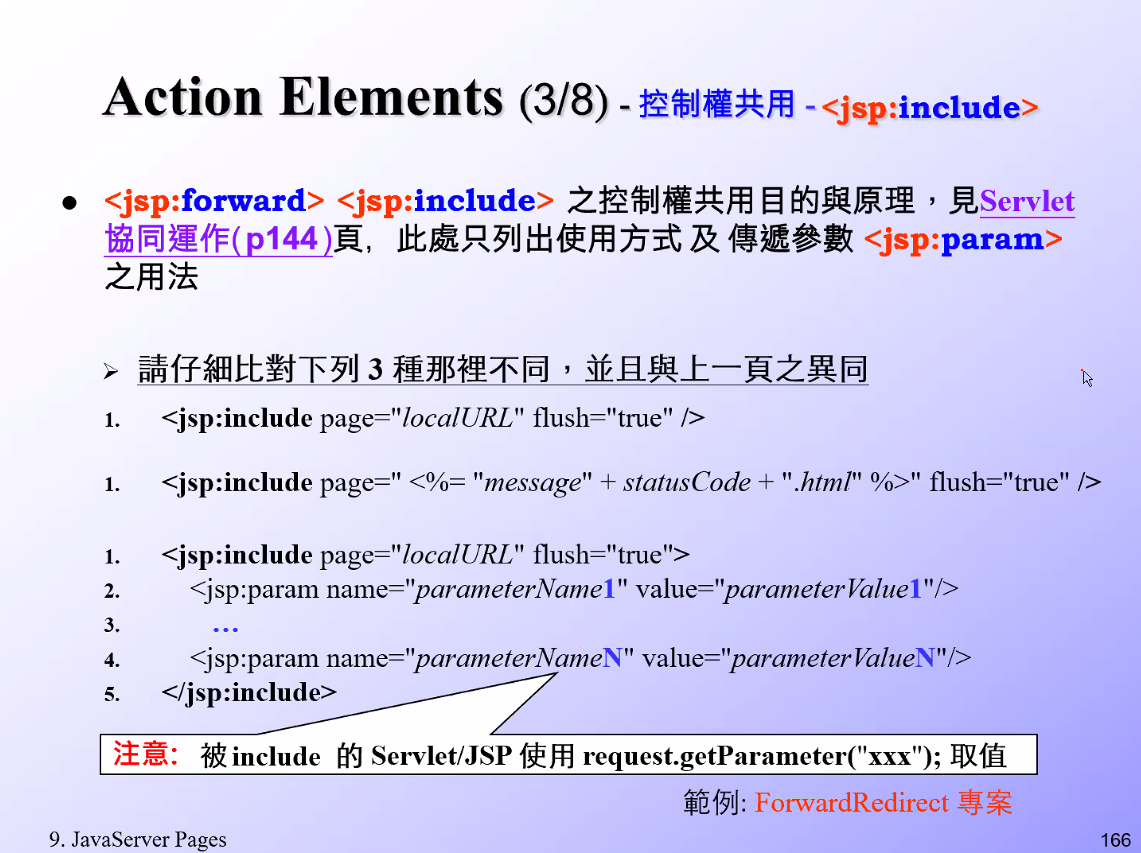 Action Elements (3/8) - 控制權共用 - <jsp:include>
● <jsp:forward> <jsp:include> 之控制權共用目的與原理，見Servlet
協同運作(p144)頁, 此處只列出使用方式 及 傳遞參數 <jsp:param>
之用法
➢ 請仔細比對下列 3 種那裡不同，並且與上一頁之異同
1. <jsp:include page="localURL" flush="true" />
1. <jsp:include page=" <%= "message" + statusCode + ".html" %>" flush="true" />
1. <jsp:include page="localURL" flush="true">
2. <jsp:param name="parameterName1" value="parameterValue1"/>
3. …
4. <jsp:param name="parameterNameN" value="parameterValueN"/>
5. </jsp:include>
注意: 被include 的 Servlet/JSP 使用 request.getParameter("xxx"); 取值
範例: ForwardRedirect 專案
9. JavaServer Pages
166